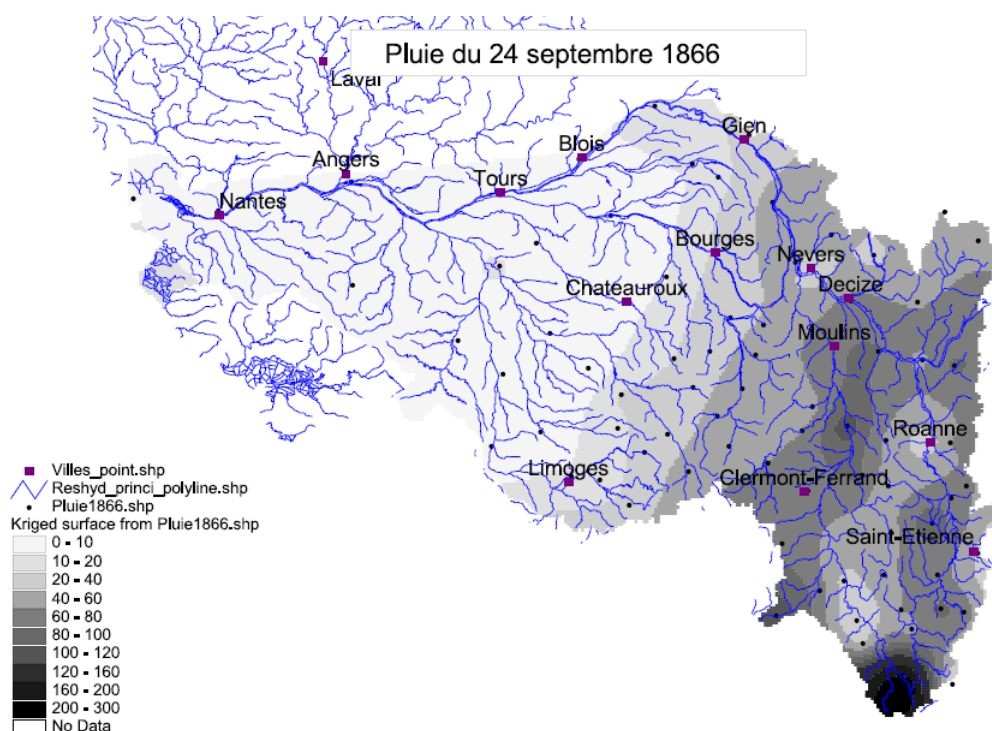 Pluie du 24 septembre 1866
Laval
Gien
Blois
Angers
Tours
Nantes
Bourges
Nevers
Chateauroux
Decize
Moulins
Roanne
Limoges
Clermont-Ferrand
Saint-Etienne
Villes_point.shp
Reshyd_princi_polyline.shp
Pluie1866.shp
Kriged surface from Pluie1866.shp
0 - 10
10 - 20
20 - 40
40 - 60
60 - 80
80 - 100
100 - 120
120 - 160
160 - 200
200 - 300
No Data